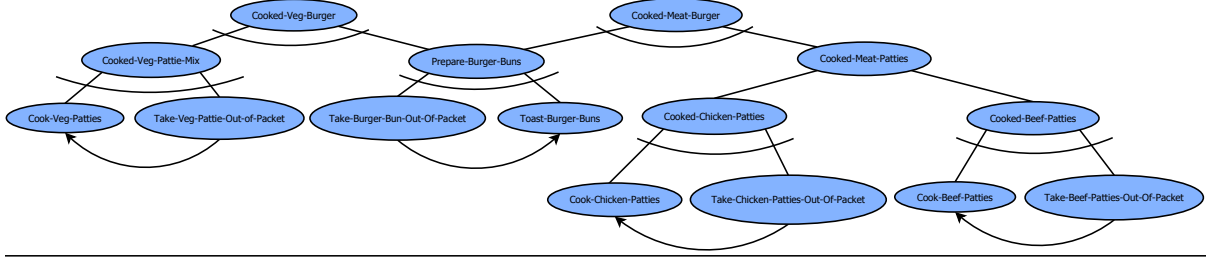 Cooked-Veg-Burger
Cooked-Meat-Burger
Cooked-Veg-Pattie-Mix
Prepare-Burger-Buns
Cooked-Meat-Patties
Cook-Veg-Patties
Take-Veg-Pattie-Out-of-Packet
Take-Burger-Bun-Out-Of-Packet
Toast-Burger-Buns
Cooked-Chicken-Patties
Cooked-Beef-Patties
Cook-Chicken-Patties
Take-Chicken-Patties-Out-Of-Packet
Cook-Beef-Patties
Take-Beef-Patties-Out-Of-Packet